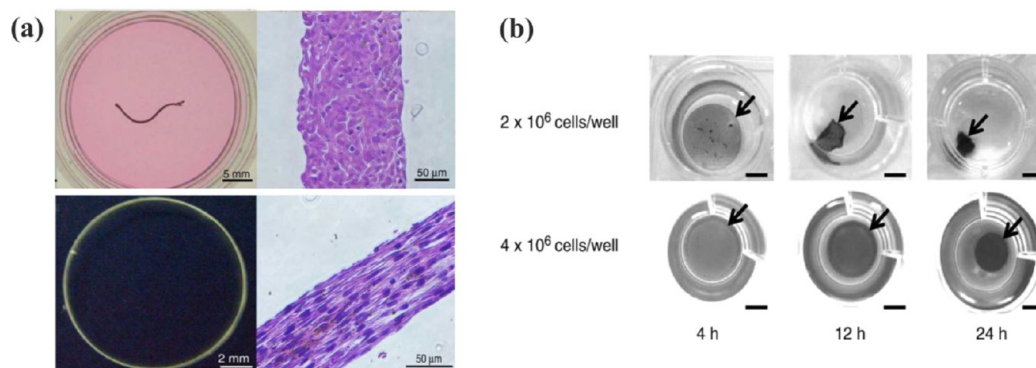 (a)
5 mm
50 µm
2 mm
50 µm
(b)
2 x 10⁶ cells/well
4 x 10⁶ cells/well
4 h
12 h
24 h